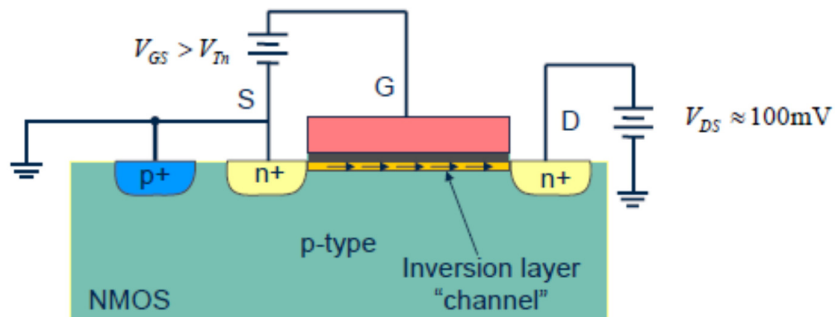 V_GS > V_Tn
S
G
D
V_DS ≈ 100mV
p+
n+
n+
p-type
Inversion layer
“channel”
NMOS